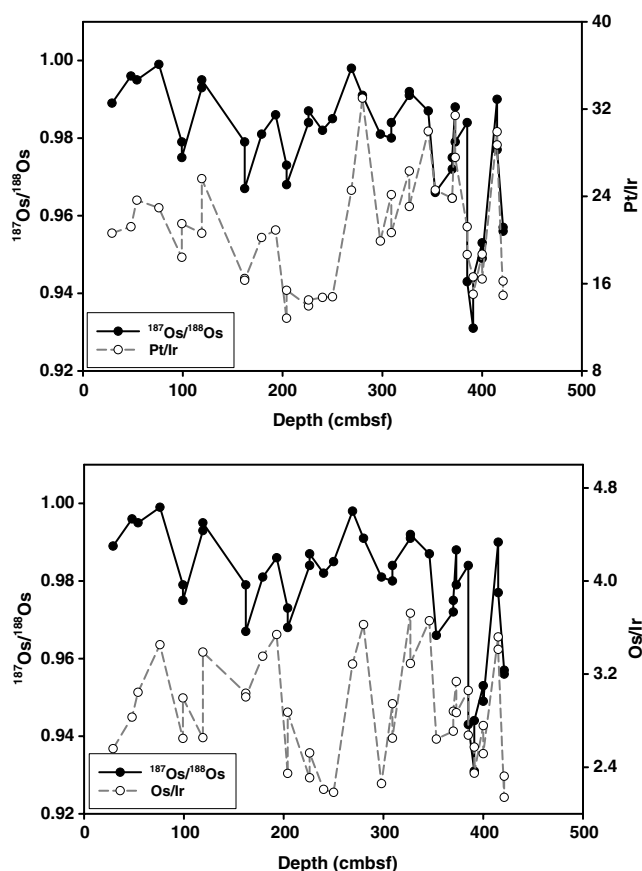 40
1.00
32
0.98
24
0.96
16
0.94
8
0.92
¹⁸⁷Os/¹⁸⁸Os
Pt/Ir
¹⁸⁷Os/¹⁸⁸Os
Pt/Ir
0 100 200 300 400 500
Depth (cmbsf)
4.8
1.00
4.0
0.98
3.2
0.96
0.94
2.4
0.92
¹⁸⁷Os/¹⁸⁸Os
Os/Ir
¹⁸⁷Os/¹⁸⁸Os
Os/Ir
0 100 200 300 400 500
Depth (cmbsf)